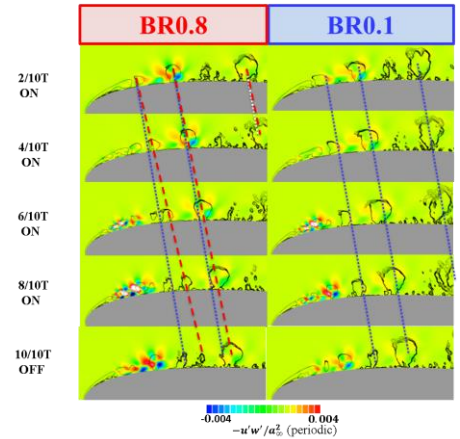 BR0.8 BR0.1
2/10T
ON
4/10T
ON
6/10T
ON
8/10T
ON
10/10T
OFF
-0.004 0.004
−u′w′/a²∞ (periodic)